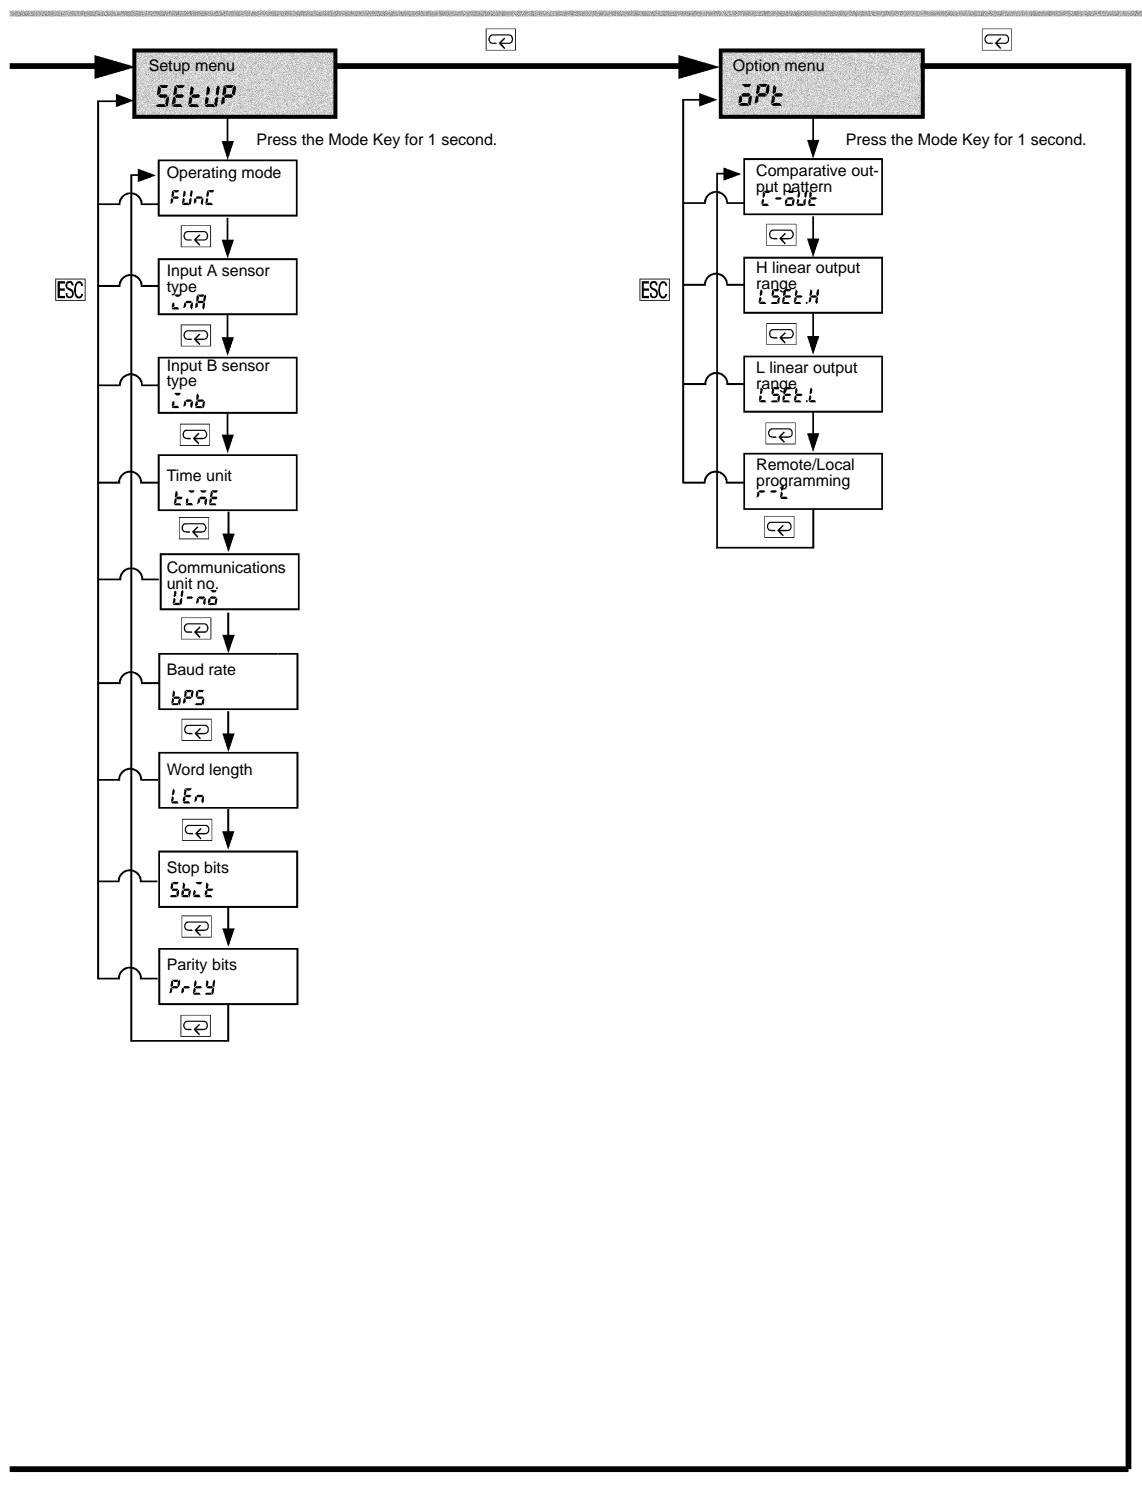 Setup menu
SEtUP
Press the Mode Key for 1 second.
Operating mode
FUnC
Input A sensor
type
inA
Input B sensor
type
inb
Time unit
timE
Communications
unit no.
U-no
Baud rate
bPS
Word length
LEn
Stop bits
Sbit
Parity bits
PrtY
ESC
Option menu
oPt
Press the Mode Key for 1 second.
Comparative out-
put pattern
C-oUt
H linear output
range
LSEt.H
L linear output
range
LSEt.L
Remote/Local
programming
r-L
ESC